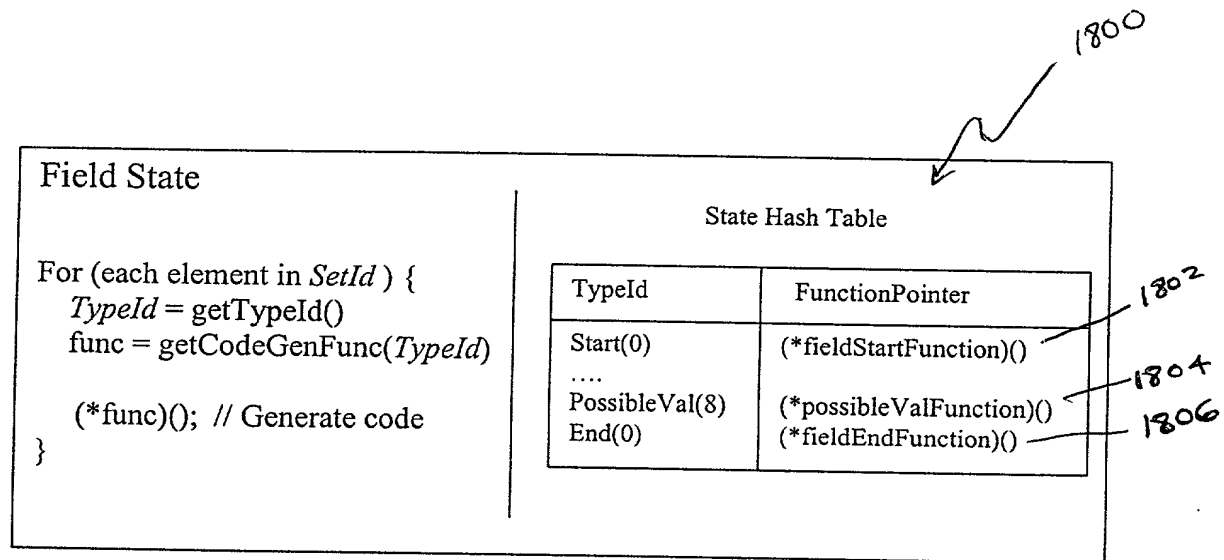 1800
Field State
For (each element in SetId ) {
TypeId = getTypeId()
func = getCodeGenFunc(TypeId)
(*func)(); // Generate code
}
State Hash Table
TypeId FunctionPointer
Start(0) (*fieldStartFunction)()
....
PossibleVal(8) (*possibleValFunction)()
End(0) (*fieldEndFunction)()
1802
1804
1806